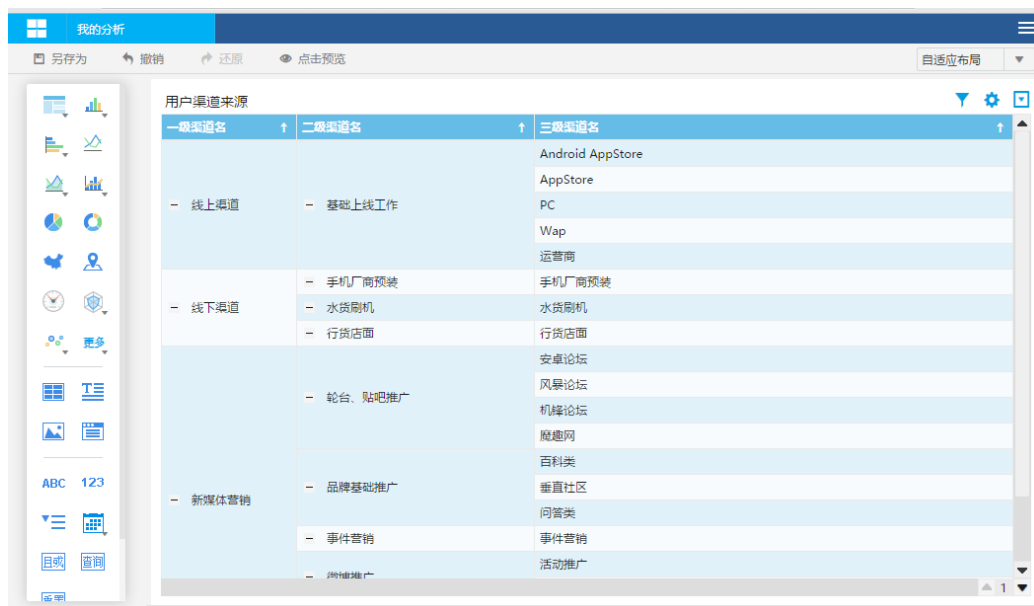 我的分析
另存为 撤销 还原 点击预览 自适应布局
用户渠道来源
一级渠道名 二级渠道名 三级渠道名
Android AppStore
AppStore
线上渠道 基础上线工作 PC
Wap
运营商
手机厂商预装 手机厂商预装
线下渠道 水货刷机 水货刷机
行货店面 行货店面
安卓论坛
风暴论坛
轮台、贴吧推广
机锋论坛
魔趣网
百科类
品牌基础推广 垂直社区
新媒体营销
问答类
事件营销 事件营销
活动推广
微博推广
更多
ABC 123
且或 查询
重置
1